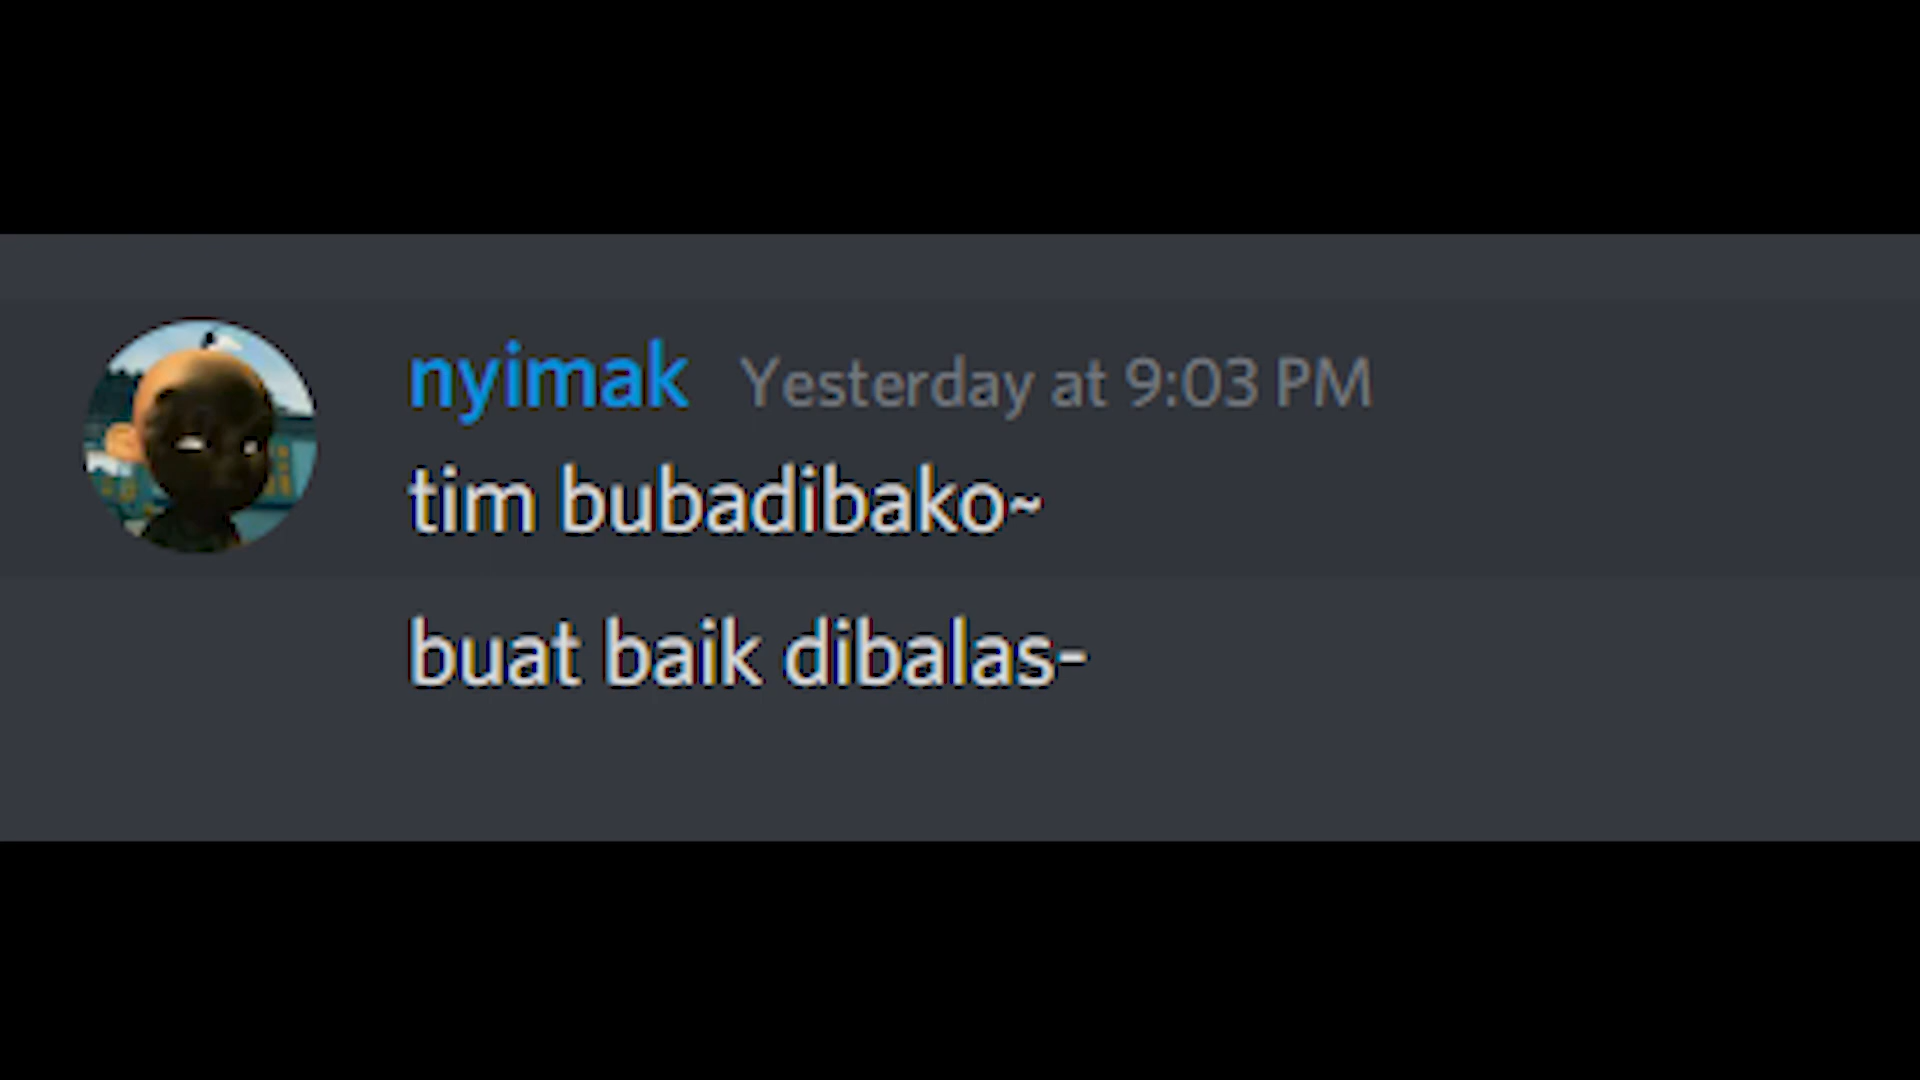 nyimak Yesterday at 9:03 PM
tim bubadibako~
buat baik dibalas-